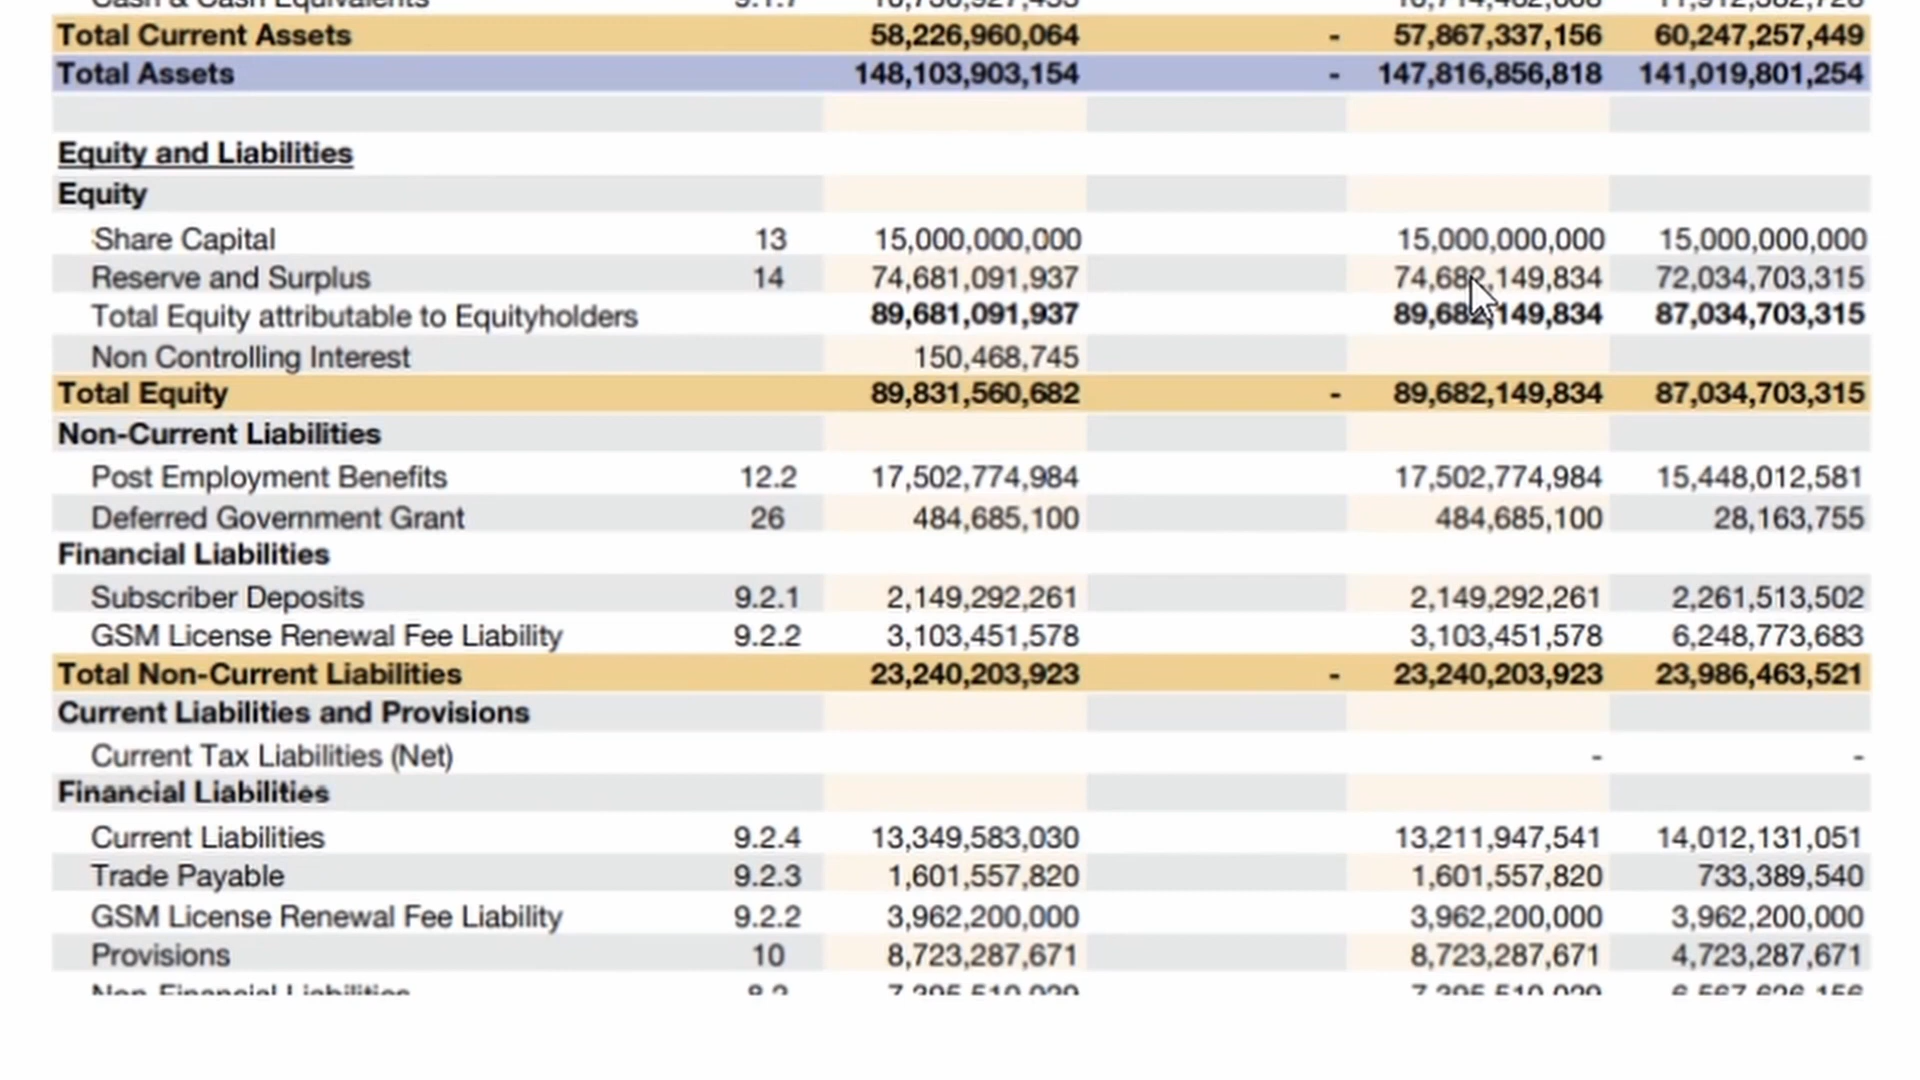 Total Current Assets 58,226,960,064 - 57,867,337,156 60,247,257,449
Total Assets 148,103,903,154 - 147,816,856,818 141,019,801,254
Equity and Liabilities
Equity
Share Capital 13 15,000,000,000 15,000,000,000 15,000,000,000
Reserve and Surplus 14 74,681,091,937 74,682,149,834 72,034,703,315
Total Equity attributable to Equityholders 89,681,091,937 89,682,149,834 87,034,703,315
Non Controlling Interest 150,468,745
Total Equity 89,831,560,682 - 89,682,149,834 87,034,703,315
Non-Current Liabilities
Post Employment Benefits 12.2 17,502,774,984 17,502,774,984 15,448,012,581
Deferred Government Grant 26 484,685,100 484,685,100 28,163,755
Financial Liabilities
Subscriber Deposits 9.2.1 2,149,292,261 2,149,292,261 2,261,513,502
GSM License Renewal Fee Liability 9.2.2 3,103,451,578 3,103,451,578 6,248,773,683
Total Non-Current Liabilities 23,240,203,923 - 23,240,203,923 23,986,463,521
Current Liabilities and Provisions
Current Tax Liabilities (Net) - -
Financial Liabilities
Current Liabilities 9.2.4 13,349,583,030 13,211,947,541 14,012,131,051
Trade Payable 9.2.3 1,601,557,820 1,601,557,820 733,389,540
GSM License Renewal Fee Liability 9.2.2 3,962,200,000 3,962,200,000 3,962,200,000
Provisions 10 8,723,287,671 8,723,287,671 4,723,287,671